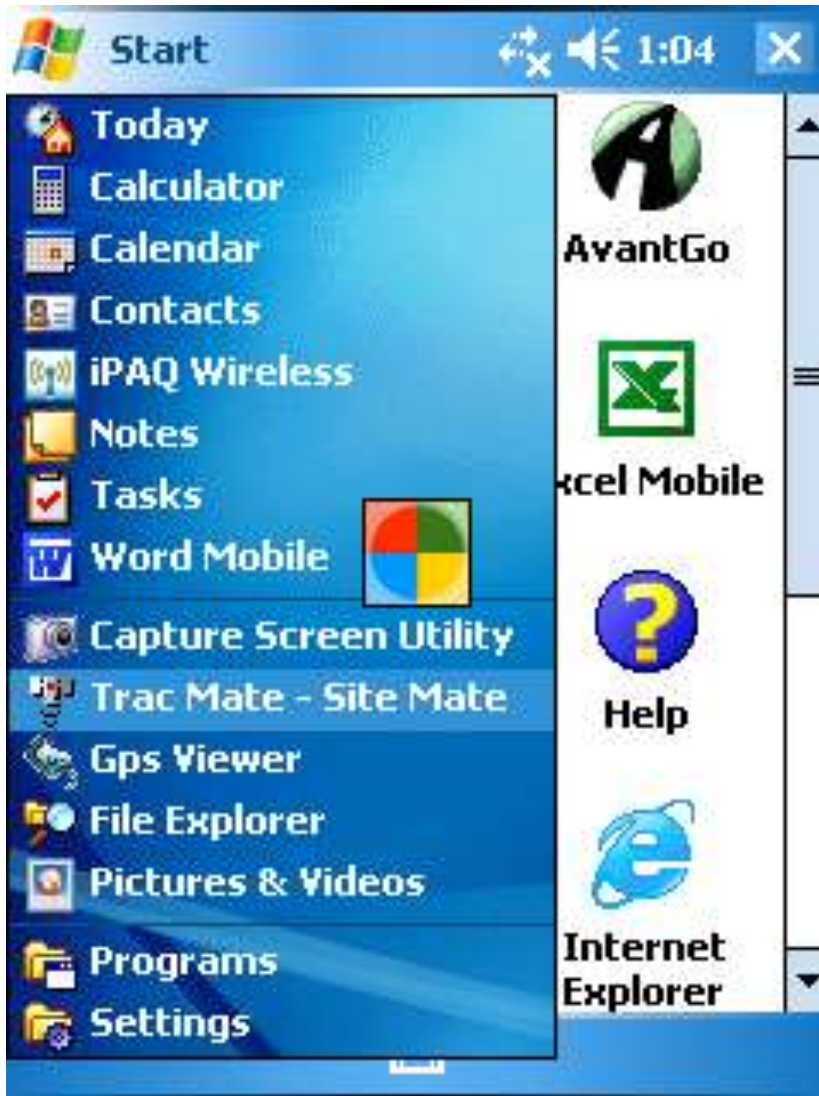 Start 1:04
Today
Calculator
Calendar
Contacts
iPAQ Wireless
Notes
Tasks
Word Mobile
Capture Screen Utility
Trac Mate - Site Mate
Gps Viewer
File Explorer
Pictures & Videos
Programs
Settings
AvantGo
xcel Mobile
Help
Internet
Explorer